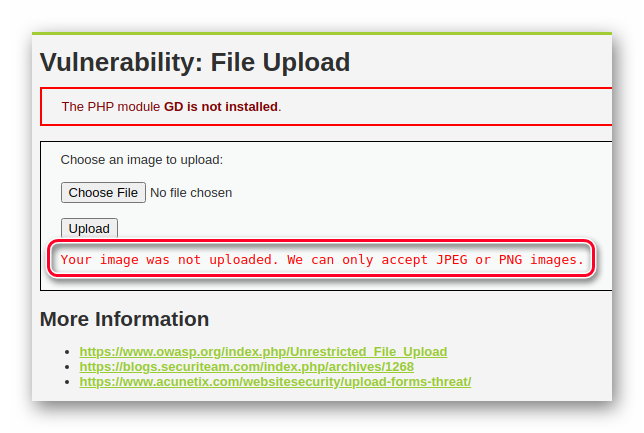 Vulnerability: File Upload
The PHP module GD is not installed.
Choose an image to upload:
Choose File No file chosen
Upload
Your image was not uploaded. We can only accept JPEG or PNG images.
More Information
https://www.owasp.org/index.php/Unrestricted_File_Upload
https://blogs.securiteam.com/index.php/archives/1268
https://www.acunetix.com/websitesecurity/upload-forms-threat/